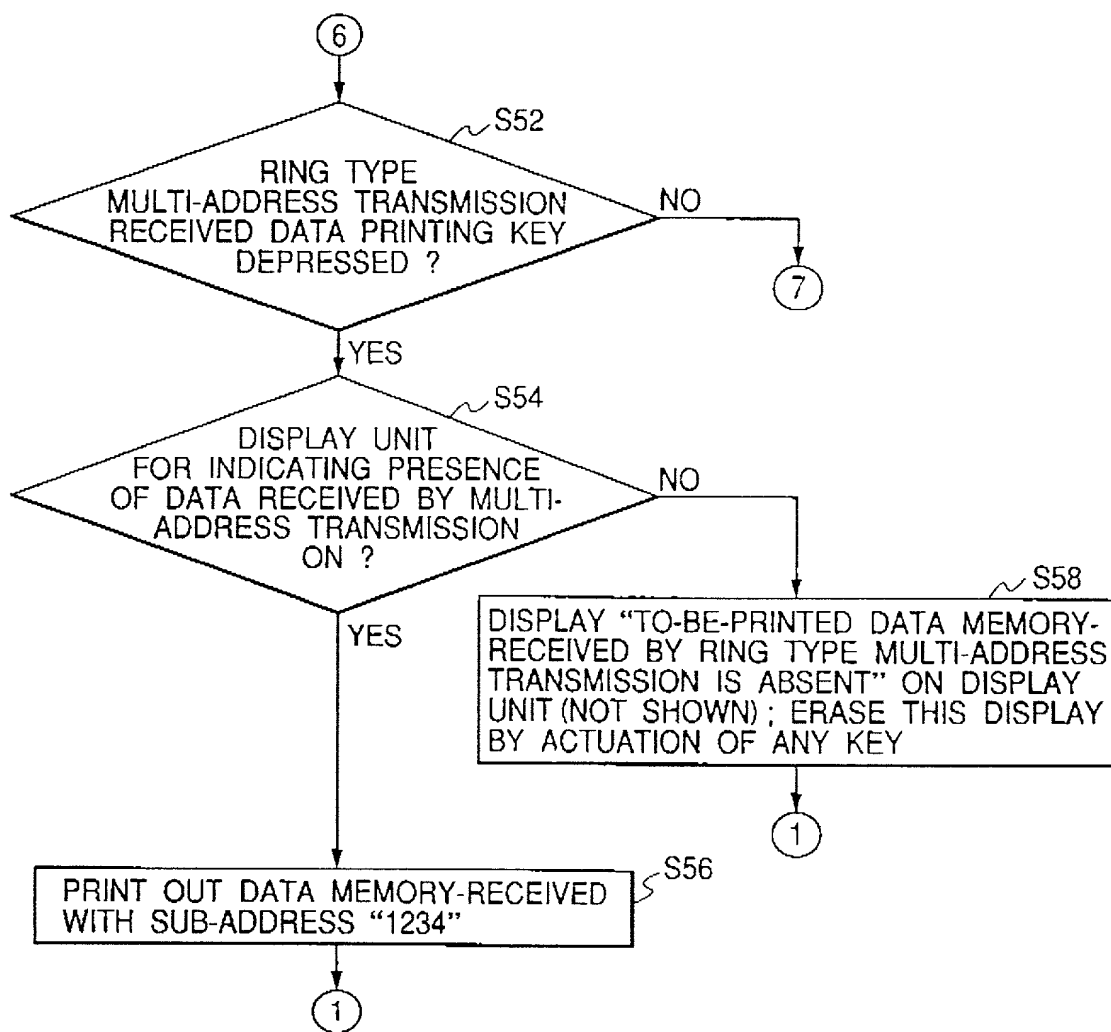 6
S52
RING TYPE
MULTI-ADDRESS TRANSMISSION
RECEIVED DATA PRINTING KEY
DEPRESSED ?
NO
7
YES
S54
DISPLAY UNIT
FOR INDICATING PRESENCE
OF DATA RECEIVED BY MULTI-
ADDRESS TRANSMISSION
ON ?
NO
YES
S58
DISPLAY “TO-BE-PRINTED DATA MEMORY-
RECEIVED BY RING TYPE MULTI-ADDRESS
TRANSMISSION IS ABSENT” ON DISPLAY
UNIT (NOT SHOWN) ; ERASE THIS DISPLAY
BY ACTUATION OF ANY KEY
1
S56
PRINT OUT DATA MEMORY-RECEIVED
WITH SUB-ADDRESS “1234”
1